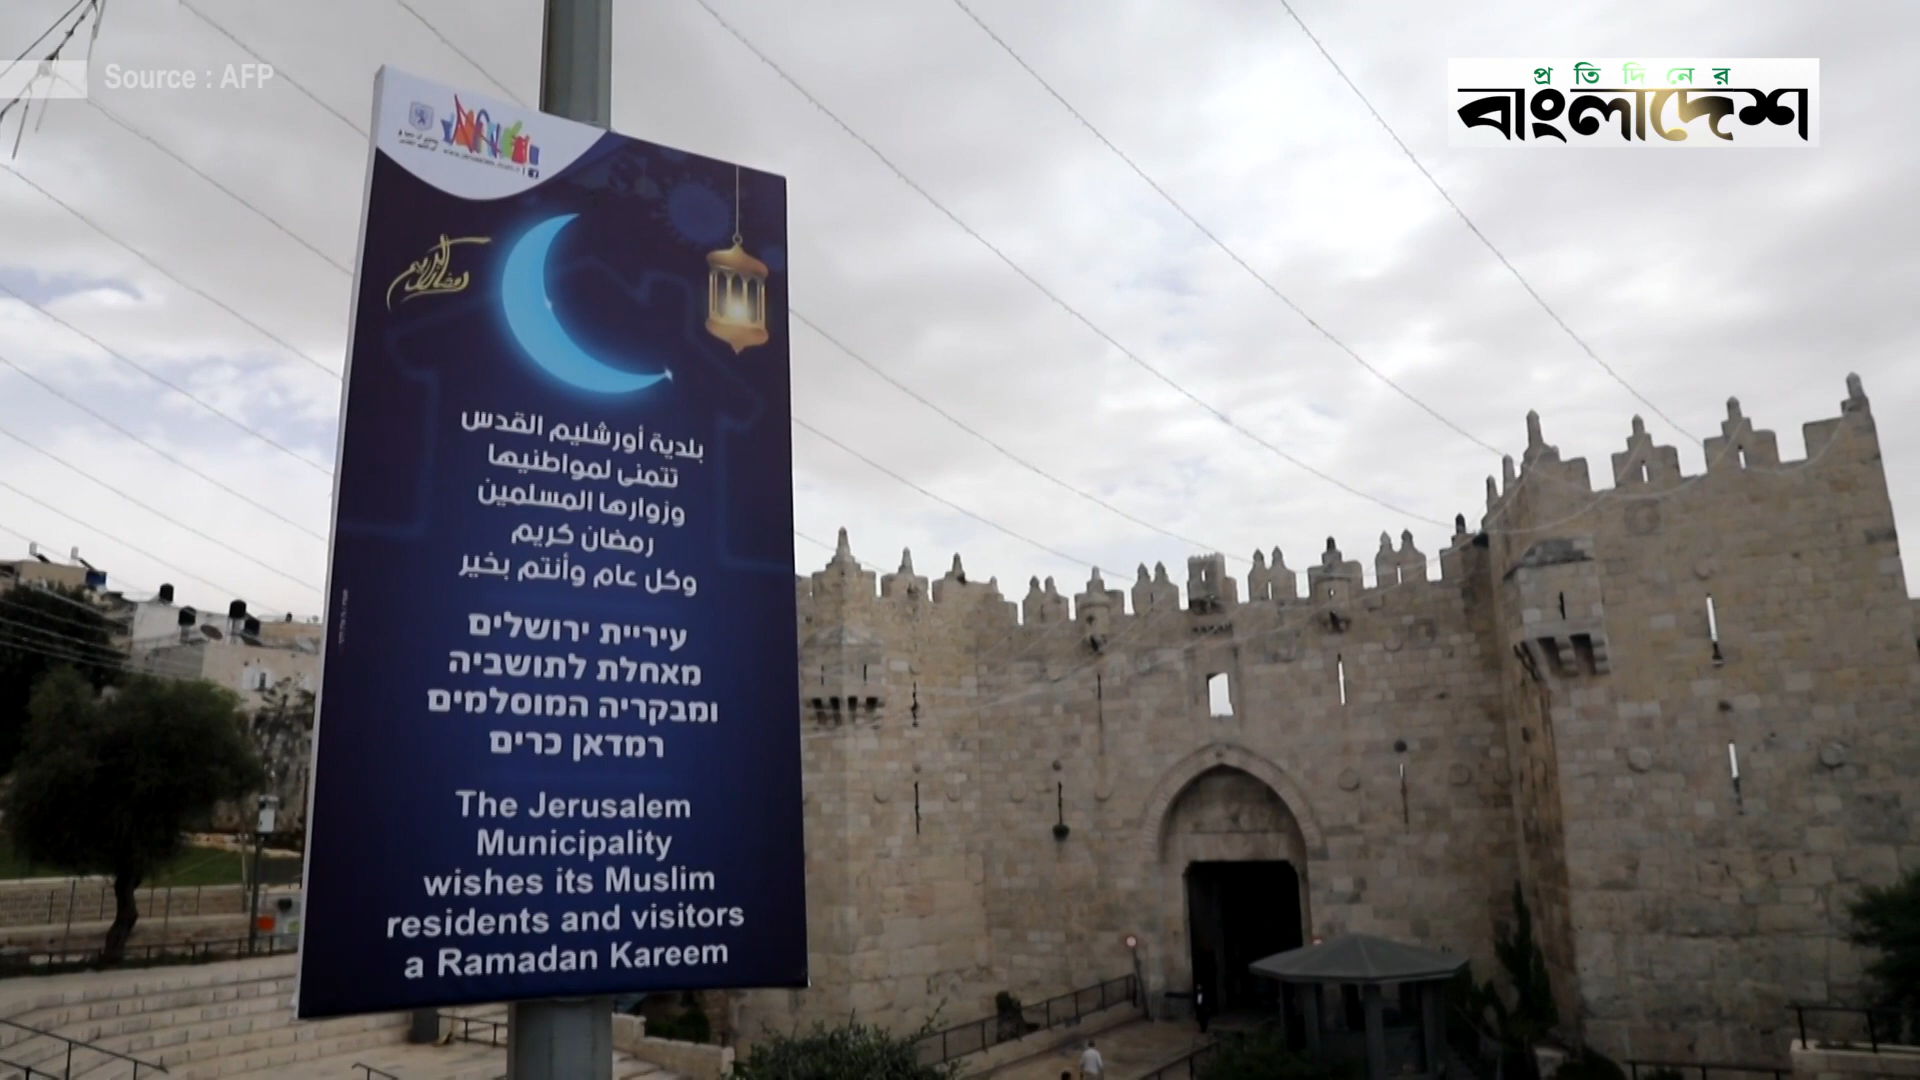 Source : AFP
প্রতিদিনের
বাংলাদেশ
رمضان كريم
بلدية أورشليم القدس
تتمنى لمواطنيها
وزوارها المسلمين
رمضان كريم
وكل عام وأنتم بخير
עיריית ירושלים
מאחלת לתושביה
ומבקריה המוסלמים
רמדאן כרים
The Jerusalem
Municipality
wishes its Muslim
residents and visitors
a Ramadan Kareem